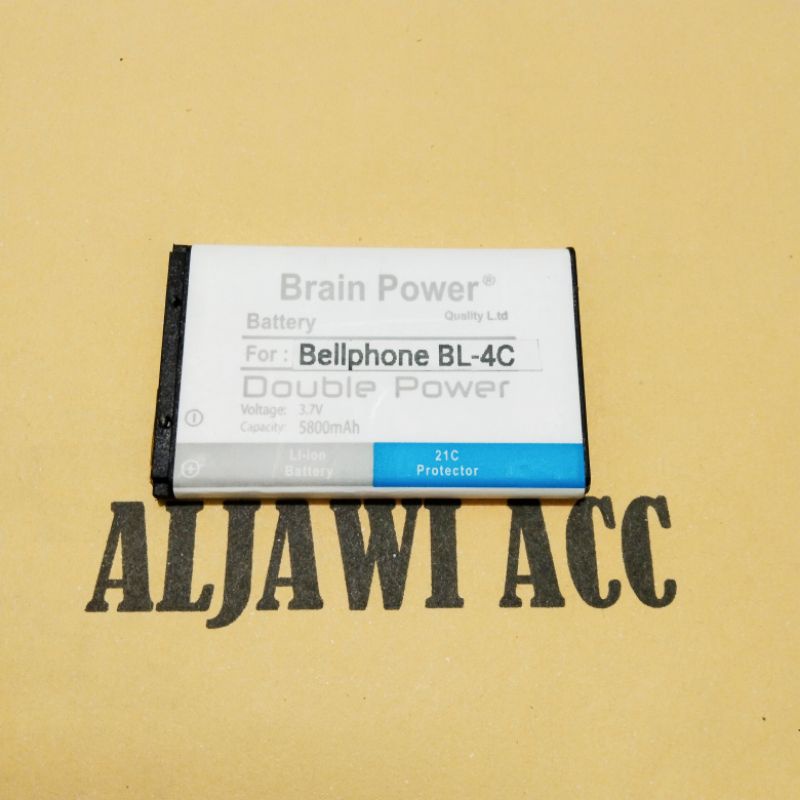 Brain Power®
Quality L.td
Battery
For : Bellphone BL-4C
Double Power
Voltage: 3.7V
Capacity: 5800mAh
Li-ion
Battery
21C
Protector
ALJAWI ACC